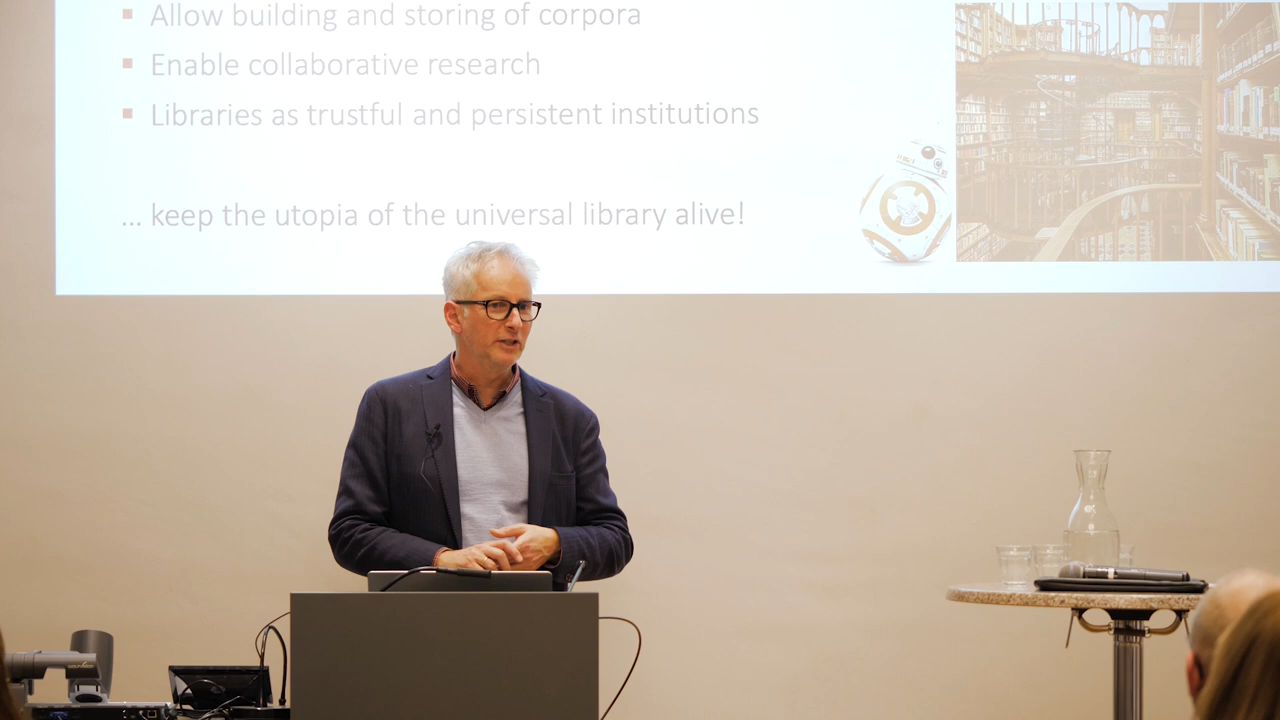 ▪ Allow building and storing of corpora
▪ Enable collaborative research
▪ Libraries as trustful and persistent institutions
... keep the utopia of the universal library alive!